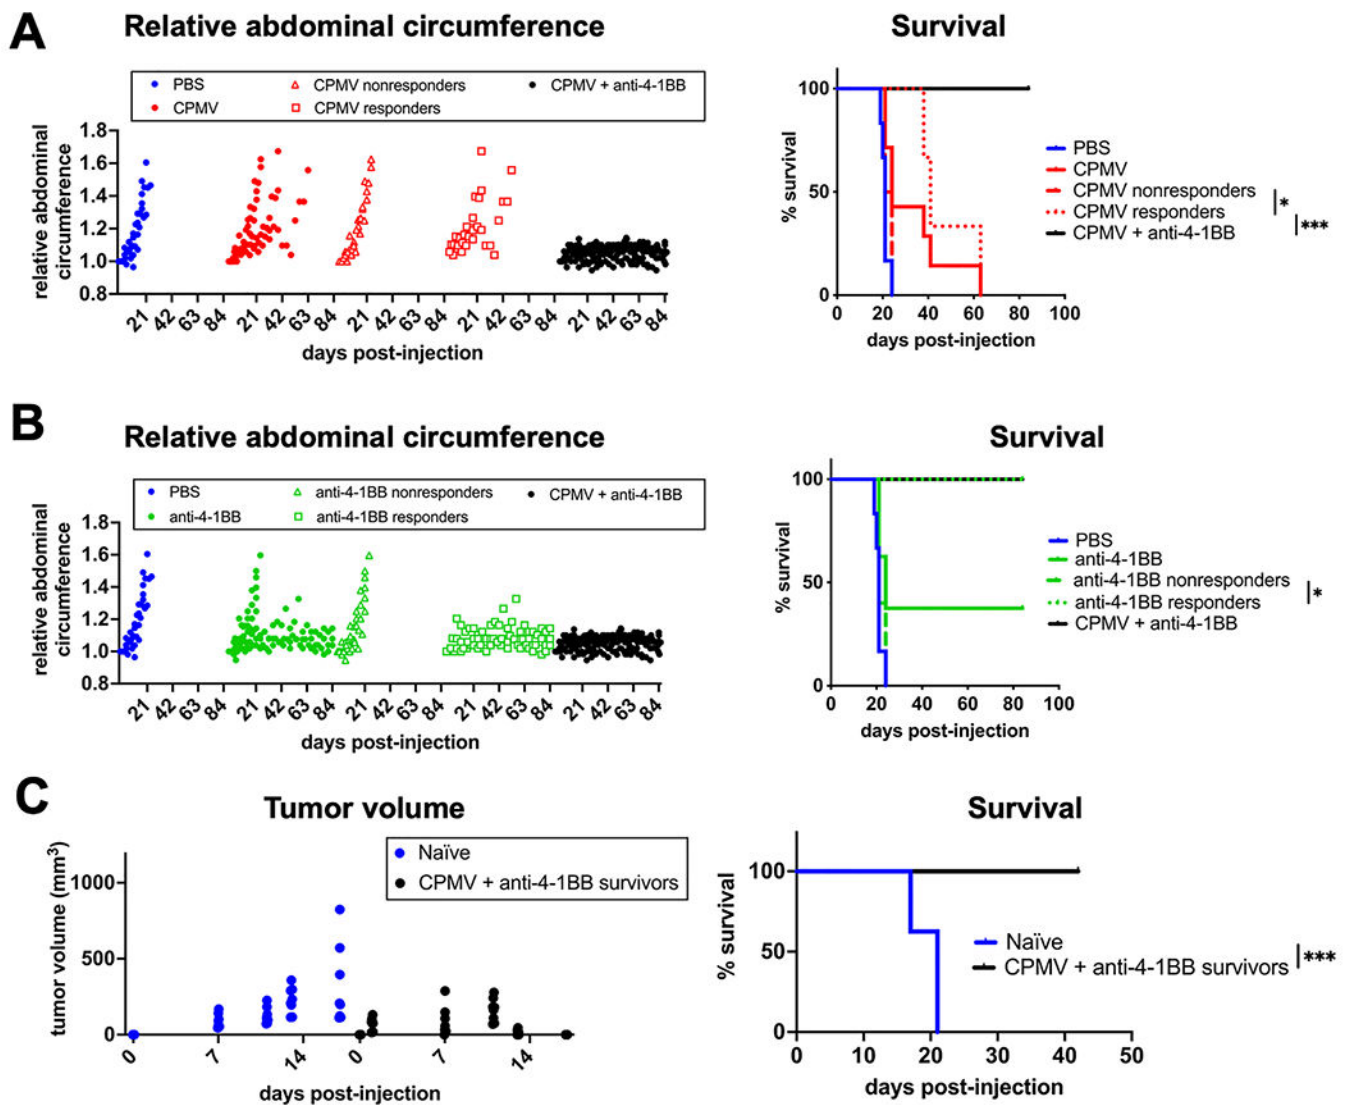 A
Relative abdominal circumference
Survival
PBS
CPMV
CPMV nonresponders
CPMV responders
CPMV + anti-4-1BB
relative abdominal
circumference
1.8
1.6
1.4
1.2
1.0
0.8
21 42 63 84 21 42 63 84 21 42 63 84 21 42 63 84 21 42 63 84
days post-injection
% survival
100
50
0
0 20 40 60 80 100
days post-injection
PBS
CPMV
CPMV nonresponders
CPMV responders
CPMV + anti-4-1BB
*
***
B
Relative abdominal circumference
Survival
PBS
anti-4-1BB
anti-4-1BB nonresponders
anti-4-1BB responders
CPMV + anti-4-1BB
relative abdominal
circumference
1.8
1.6
1.4
1.2
1.0
0.8
21 42 63 84 21 42 63 84 21 42 63 84 21 42 63 84 21 42 63 84
days post-injection
% survival
100
50
0
0 20 40 60 80 100
days post-injection
PBS
anti-4-1BB
anti-4-1BB nonresponders
anti-4-1BB responders
CPMV + anti-4-1BB
*
C
Tumor volume
Survival
Naïve
CPMV + anti-4-1BB survivors
tumor volume (mm³)
1000
500
0
0 7 14 0 7 14
days post-injection
% survival
100
50
0
0 10 20 30 40 50
days post-injection
Naïve
CPMV + anti-4-1BB survivors
***